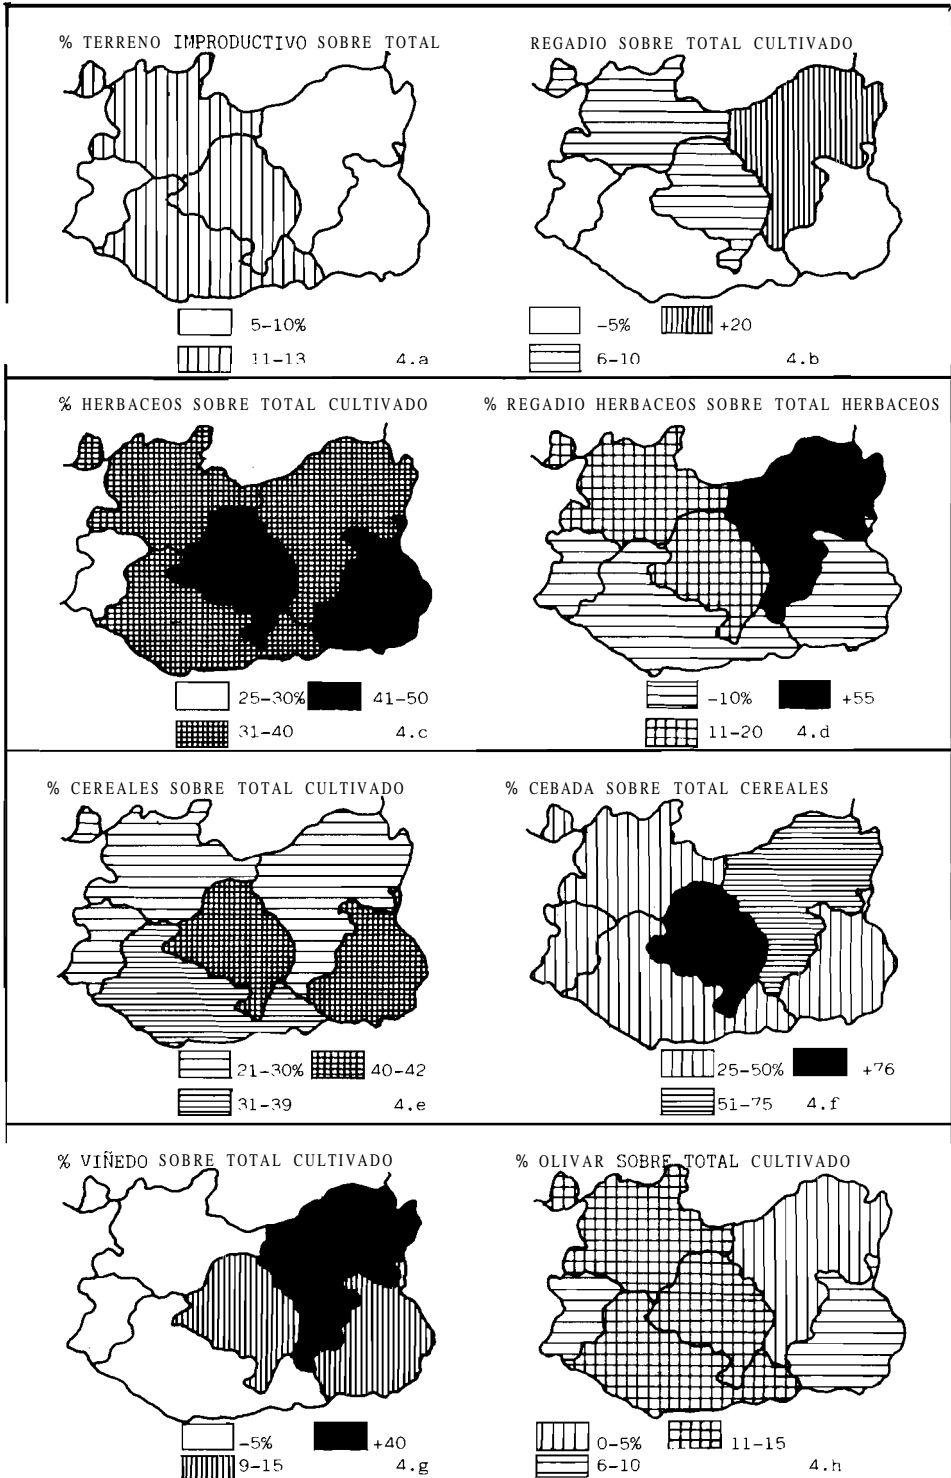 % TERRENO IMPRODUCTIVO SOBRE TOTAL
5-10%
11-13
4.a
REGADIO SOBRE TOTAL CULTIVADO
-5%
+20
6-10
4.b
% HERBACEOS SOBRE TOTAL CULTIVADO
25-30%
41-50
31-40
4.c
% REGADIO HERBACEOS SOBRE TOTAL HERBACEOS
-10%
+55
11-20
4.d
% CEREALES SOBRE TOTAL CULTIVADO
21-30%
40-42
31-39
4.e
% CEBADA SOBRE TOTAL CEREALES
25-50%
+76
51-75
4.f
% VIÑEDO SOBRE TOTAL CULTIVADO
-5%
+40
9-15
4.g
% OLIVAR SOBRE TOTAL CULTIVADO
0-5%
11-15
6-10
4.h